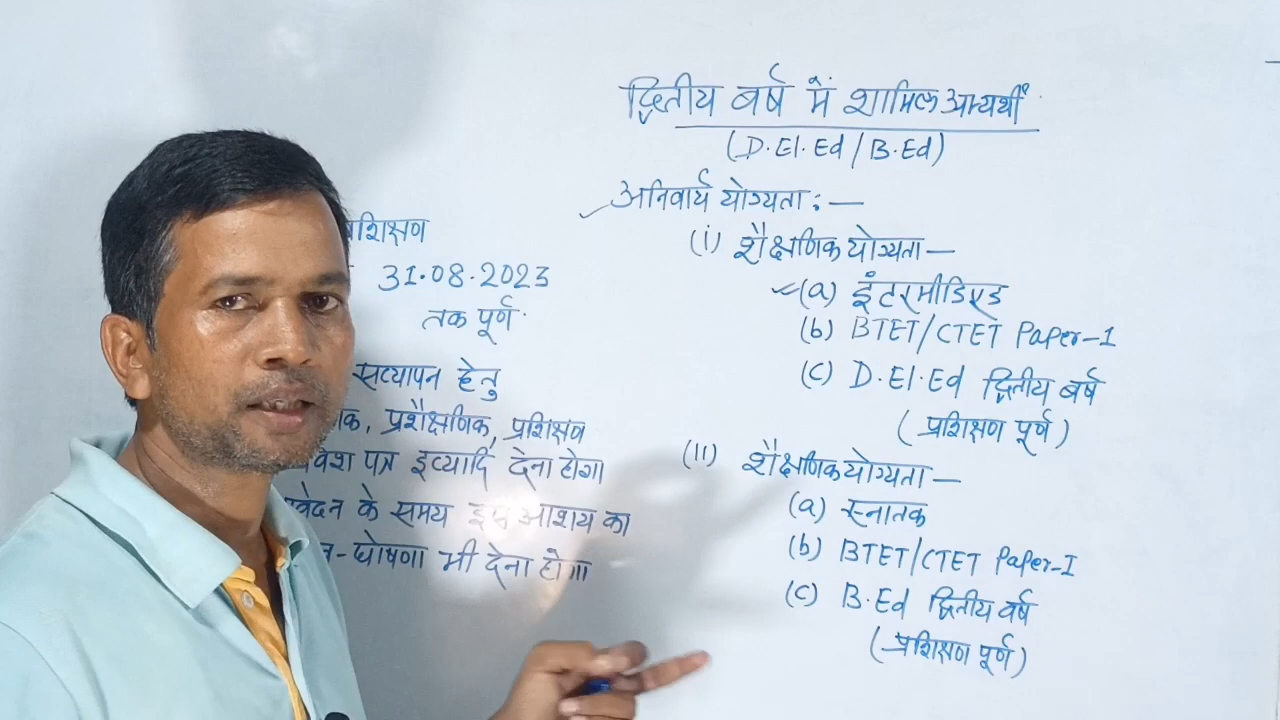 द्वितीय वर्ष में शामिल अभ्यर्थी
(D.El.Ed / B.Ed)
अनिवार्य योग्यता : —
(i) शैक्षणिक योग्यता —
(a) इंटरमीडिएड
(b) BTET/CTET Paper-1
(c) D.El.Ed द्वितीय वर्ष
(प्रशिक्षण पूर्ण)
(II) शैक्षणिक योग्यता —
(a) स्नातक
(b) BTET/CTET Paper-I
(c) B.Ed द्वितीय वर्ष
(प्रशिक्षण पूर्ण)
प्रशिक्षण
31.08.2023
तक पूर्ण
सत्यापन हेतु
प्रशैक्षणिक, प्रशिक्षण
पत्र इत्यादि देना होगा
के समय इस आशय का
घोषणा भी देना होगा